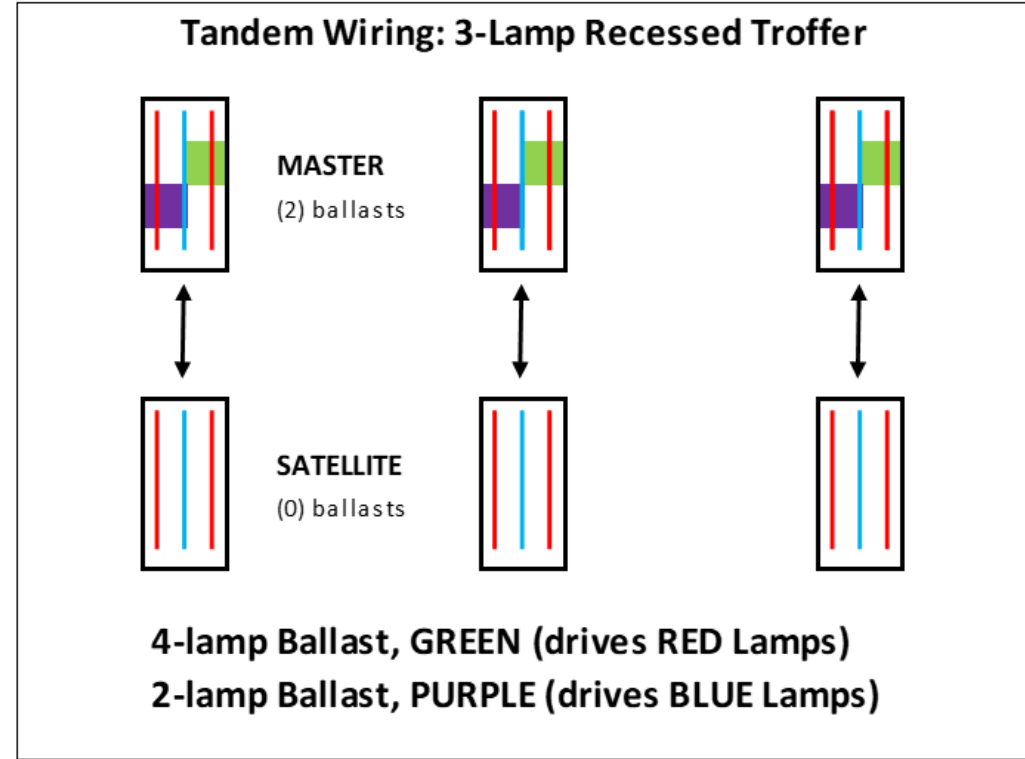 Tandem Wiring: 3-Lamp Recessed Troffer
MASTER
(2) ballasts
SATELLITE
(0) ballasts
4-lamp Ballast, GREEN (drives RED Lamps)
2-lamp Ballast, PURPLE (drives BLUE Lamps)